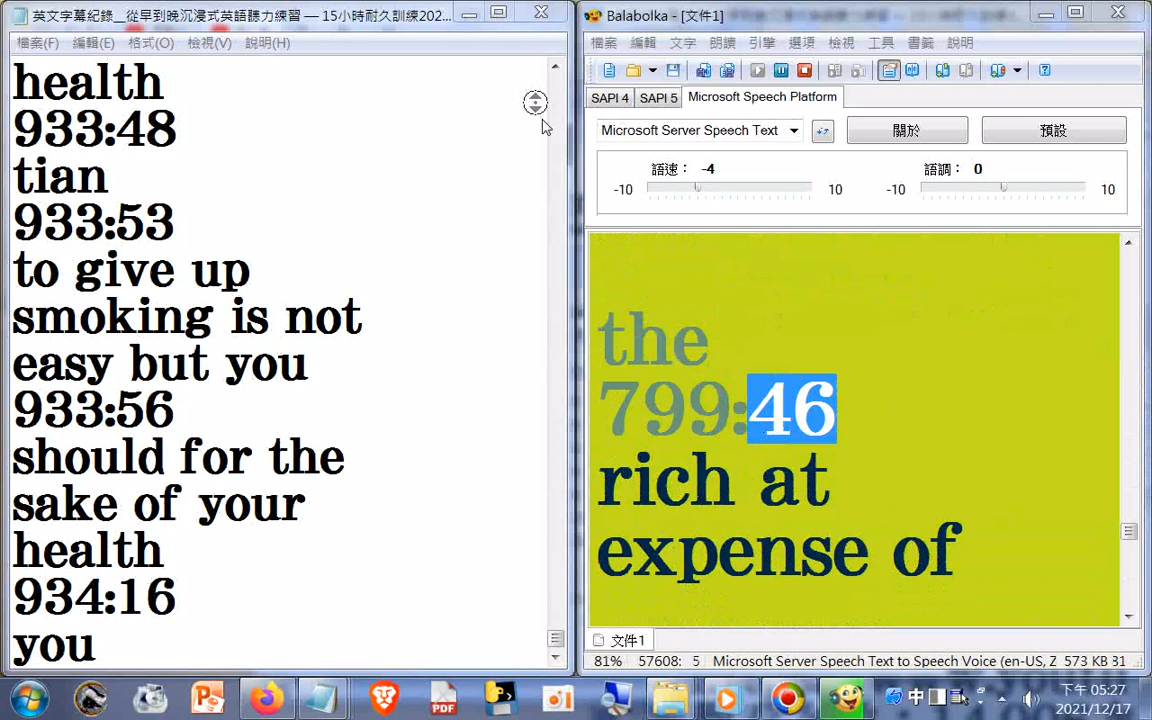 英文字幕紀錄__從早到晚沉浸式英語聽力練習 — 15小時耐久訓練202...
檔案(F) 編輯(E) 格式(O) 檢視(V) 說明(H)
health
933:48
tian
933:53
to give up
smoking is not
easy but you
933:56
should for the
sake of your
health
934:16
you
Balabolka - [文件1]
檔案 編輯 文字 朗讀 引擎 選項 檢視 工具 書籤 說明
SAPI 4 SAPI 5 Microsoft Speech Platform
Microsoft Server Speech Text 關於 預設
語速： -4 語調： 0
-10 10 -10 10
the
799:46
rich at
expense of
文件1
81% 57608: 5 Microsoft Server Speech Text to Speech Voice (en-US, Z 573 KB 31
PDF
中
下午 05:27
2021/12/17